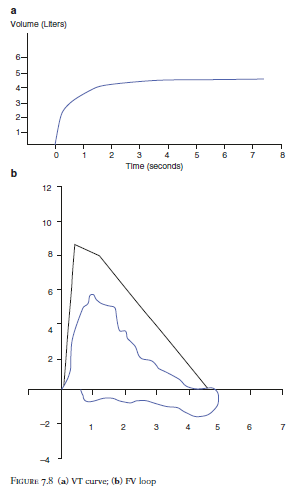 a
Volume (Liters)
6
5
4
3
2
1
0 1 2 3 4 5 6 7 8
Time (seconds)
b
12
10
8
6
4
2
1 2 3 4 5 6 7
−2
−4
FIGURE 7.8 (a) VT curve; (b) FV loop